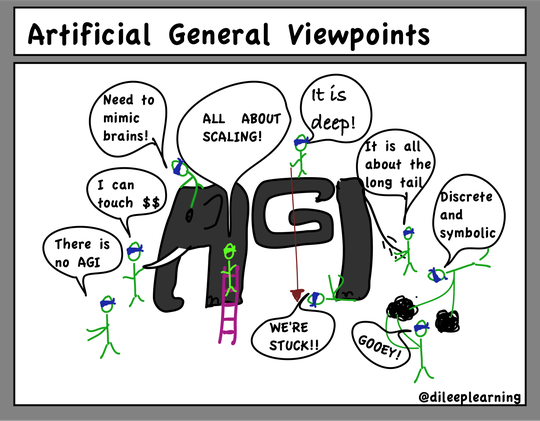 Artificial General Viewpoints
Need to
mimic
brains!
ALL ABOUT
SCALING!
It is
deep!
It is all
about the
long tail
I can
touch $$
Discrete
and
symbolic
There is
no AGI
AGI
WE'RE
STUCK!!
GOOEY!
@dileeplearning